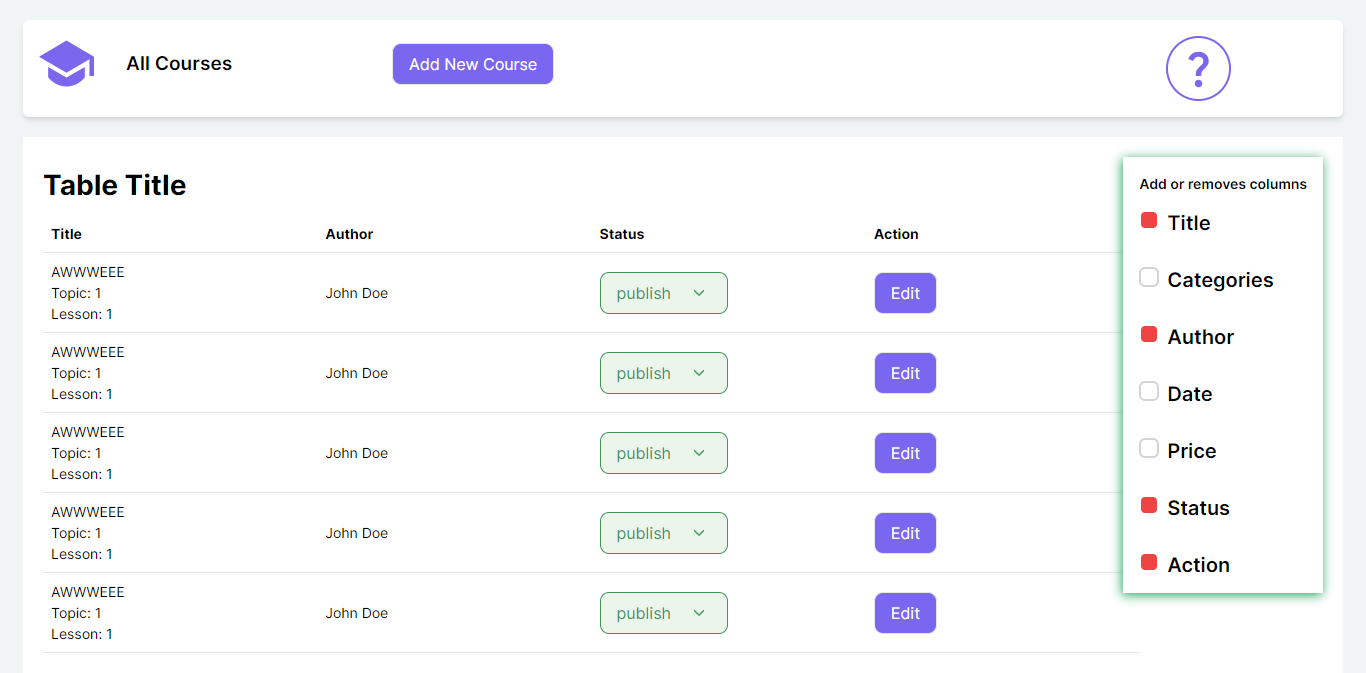 All Courses
Add New Course
?
Table Title
Title Author Status Action
AWWWEEE
Topic: 1
Lesson: 1
John Doe
publish
Edit
AWWWEEE
Topic: 1
Lesson: 1
John Doe
publish
Edit
AWWWEEE
Topic: 1
Lesson: 1
John Doe
publish
Edit
AWWWEEE
Topic: 1
Lesson: 1
John Doe
publish
Edit
AWWWEEE
Topic: 1
Lesson: 1
John Doe
publish
Edit
Add or removes columns
Title
Categories
Author
Date
Price
Status
Action